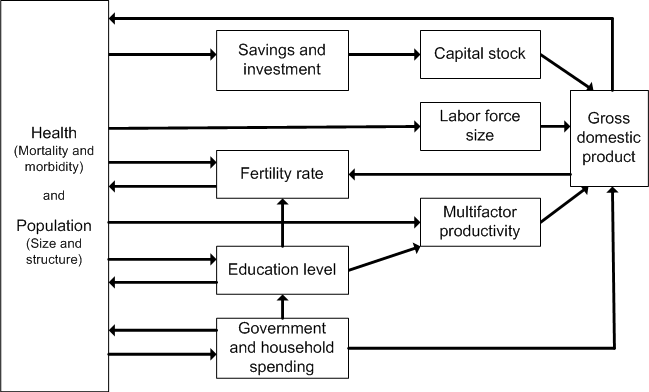 Health
(Mortality and
morbidity)
and
Population
(Size and
structure)
Savings and
investment
Capital stock
Labor force
size
Gross
domestic
product
Fertility rate
Multifactor
productivity
Education level
Government
and household
spending